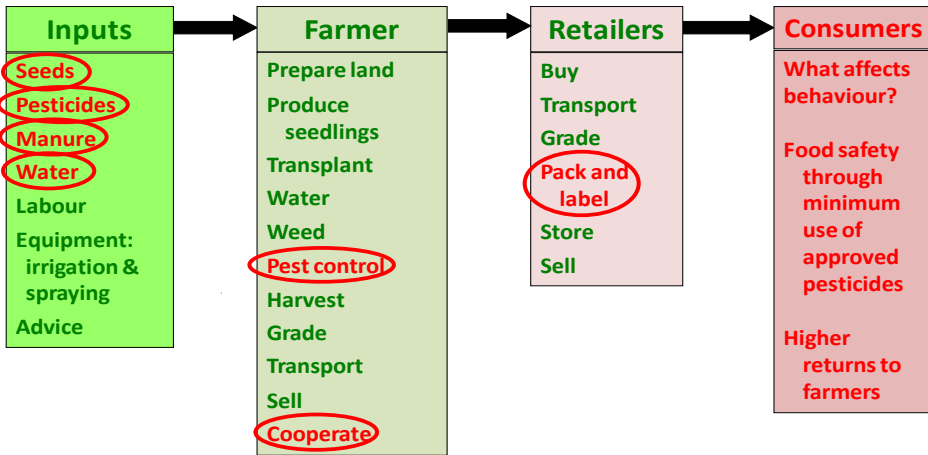 Inputs
Seeds
Pesticides
Manure
Water
Labour
Equipment:
irrigation &
spraying
Advice
Farmer
Prepare land
Produce
seedlings
Transplant
Water
Weed
Pest control
Harvest
Grade
Transport
Sell
Cooperate
Retailers
Buy
Transport
Grade
Pack and
label
Store
Sell
Consumers
What affects
behaviour?
Food safety
through
minimum
use of
approved
pesticides
Higher
returns to
farmers